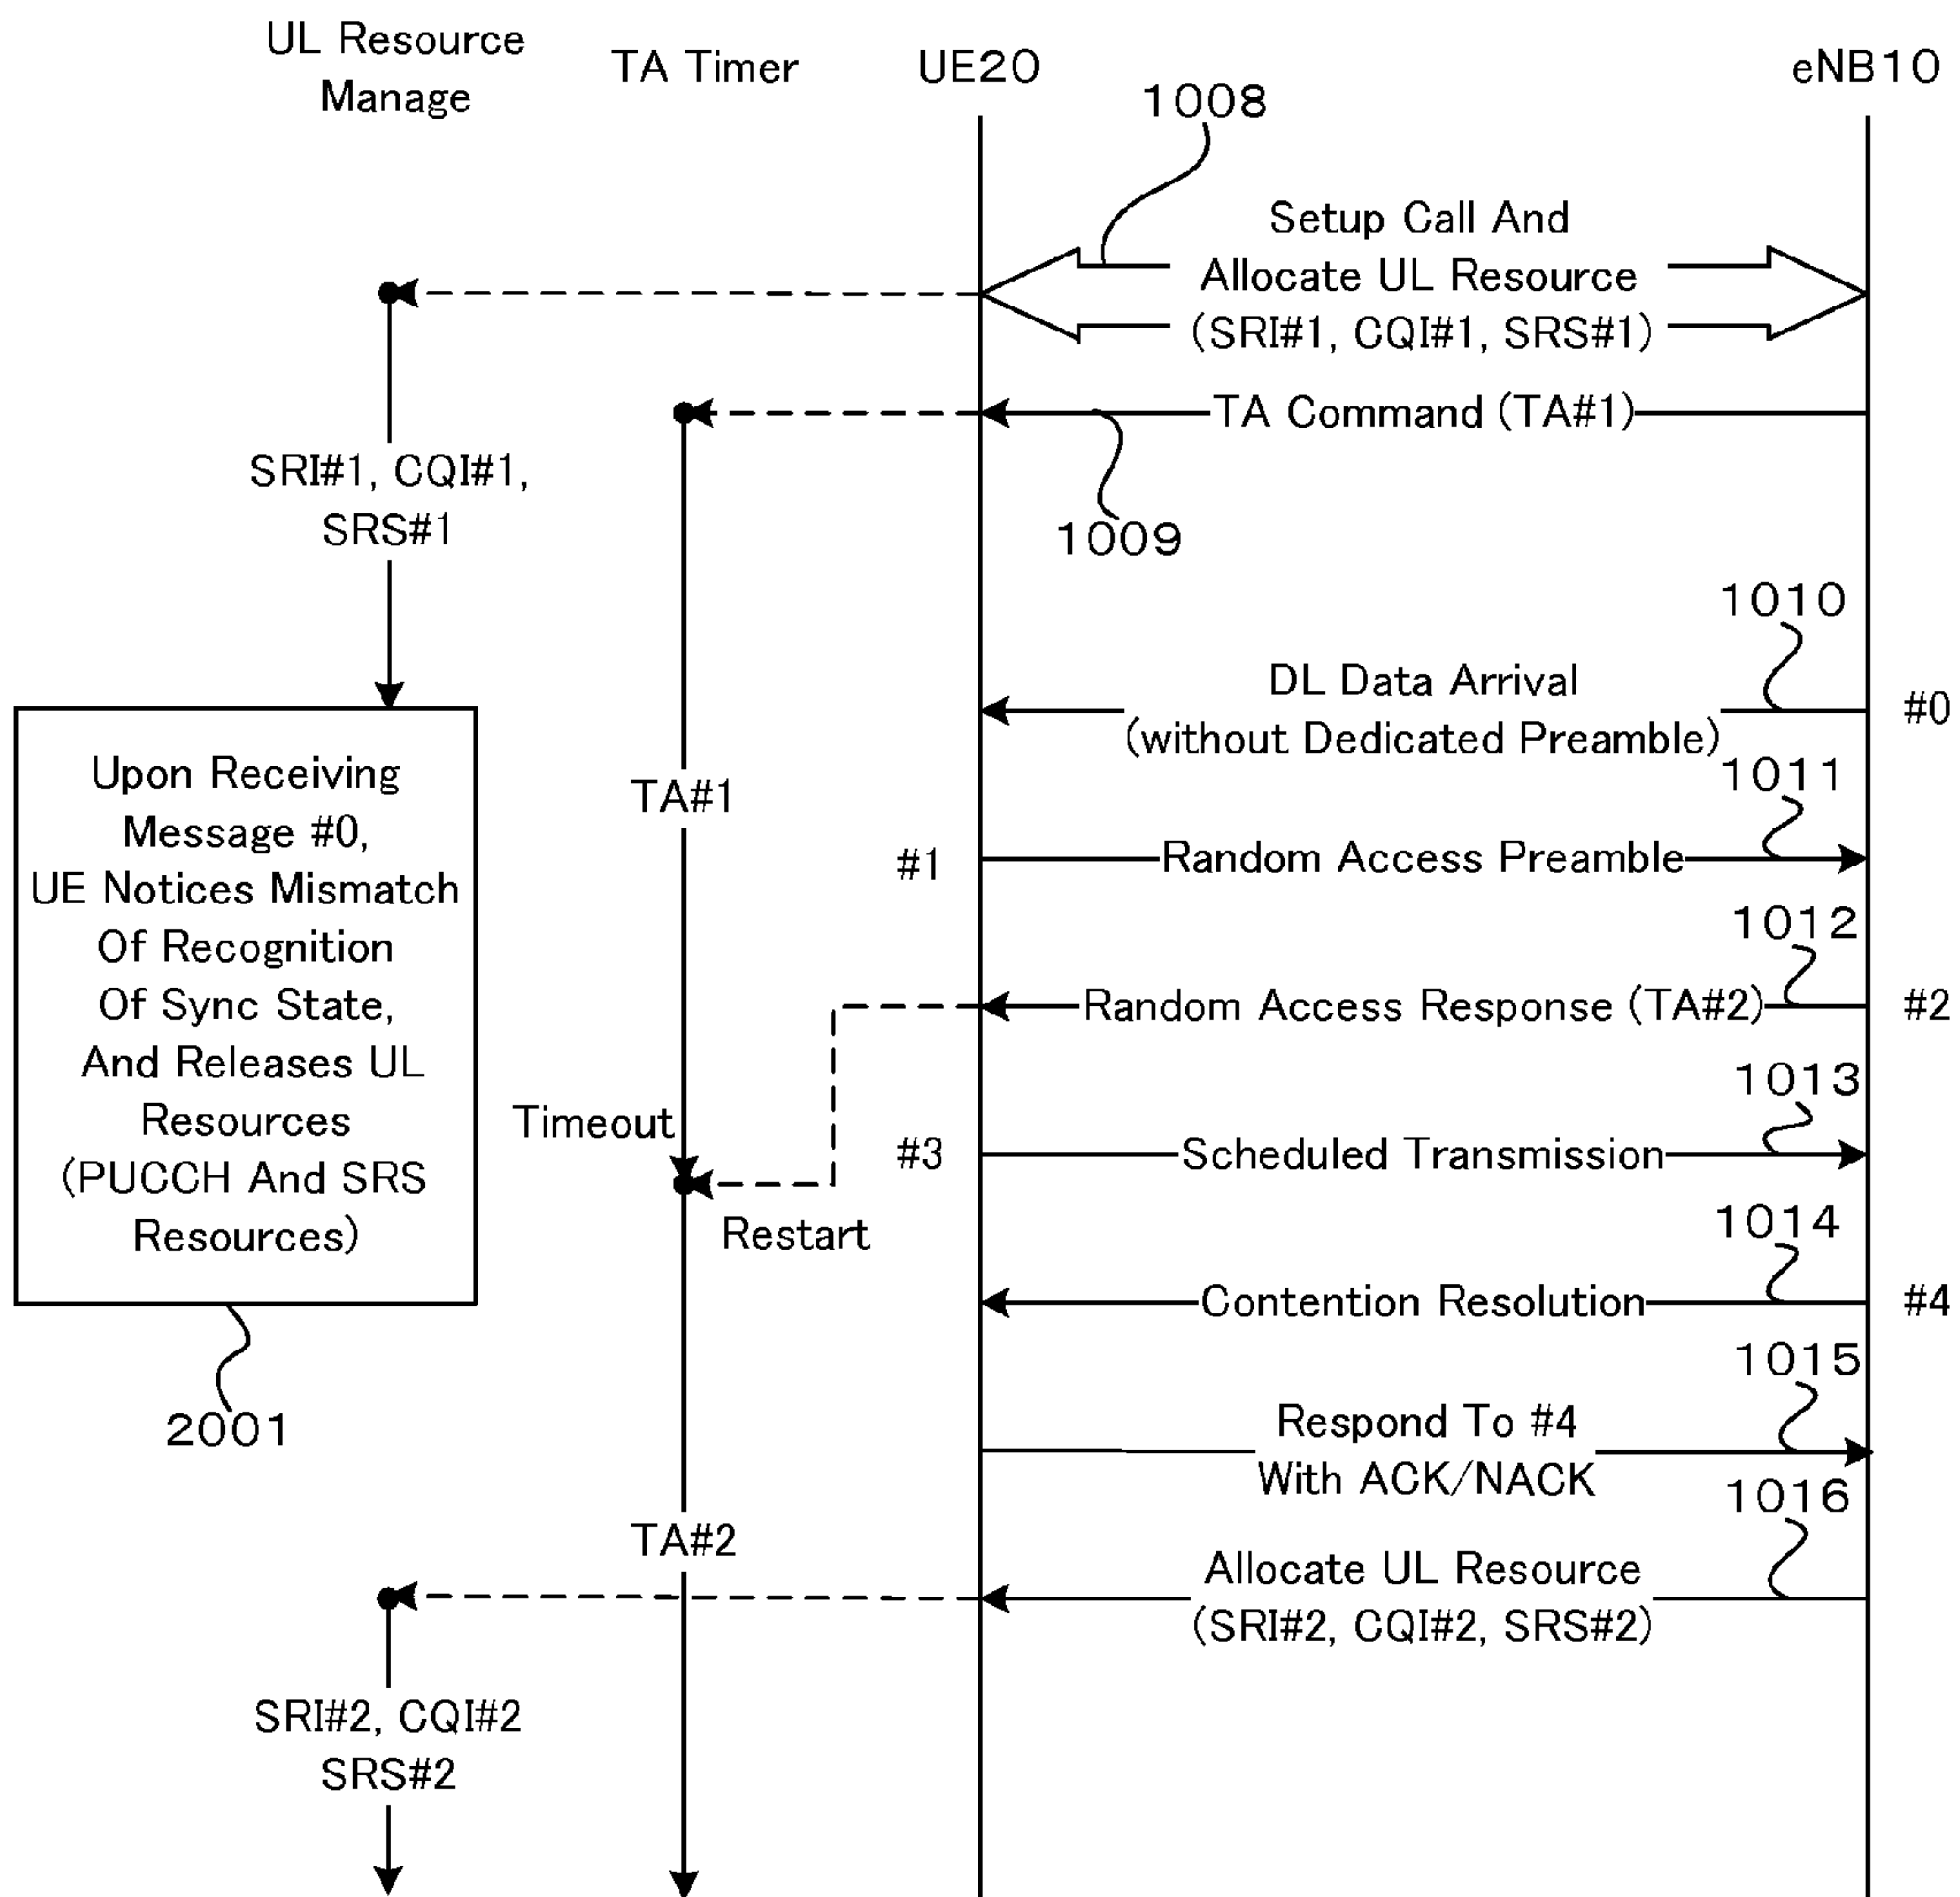 UL Resource
Manage
TA Timer
UE20
eNB10
1008
Setup Call And
Allocate UL Resource
(SRI#1, CQI#1, SRS#1)
TA Command (TA#1)
1009
SRI#1, CQI#1,
SRS#1
1010
DL Data Arrival
(without Dedicated Preamble)
#0
Upon Receiving
Message #0,
UE Notices Mismatch
Of Recognition
Of Sync State,
And Releases UL
Resources
(PUCCH And SRS
Resources)
2001
TA#1
1011
#1
Random Access Preamble
1012
Random Access Response (TA#2)
#2
1013
Timeout
#3
Scheduled Transmission
Restart
1014
Contention Resolution
#4
1015
Respond To #4
With ACK/NACK
1016
TA#2
Allocate UL Resource
(SRI#2, CQI#2, SRS#2)
SRI#2, CQI#2
SRS#2